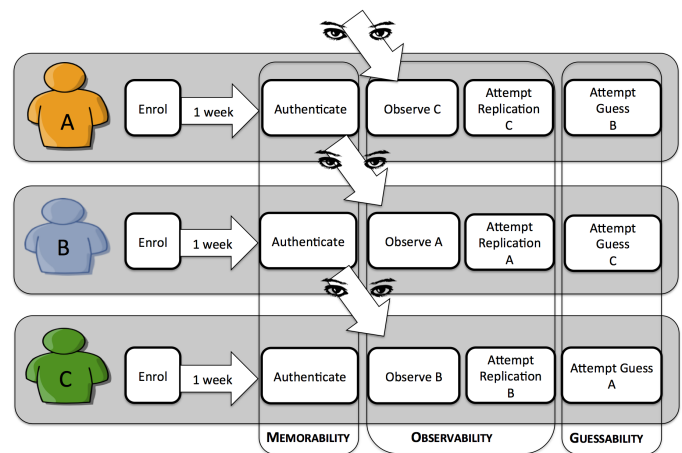 A
Enrol
1 week
Authenticate
Observe C
Attempt
Replication
C
Attempt
Guess
B
B
Enrol
1 week
Authenticate
Observe A
Attempt
Replication
A
Attempt
Guess
C
C
Enrol
1 week
Authenticate
Observe B
Attempt
Replication
B
Attempt Guess
A
MEMORABILITY
OBSERVABILITY
GUESSABILITY